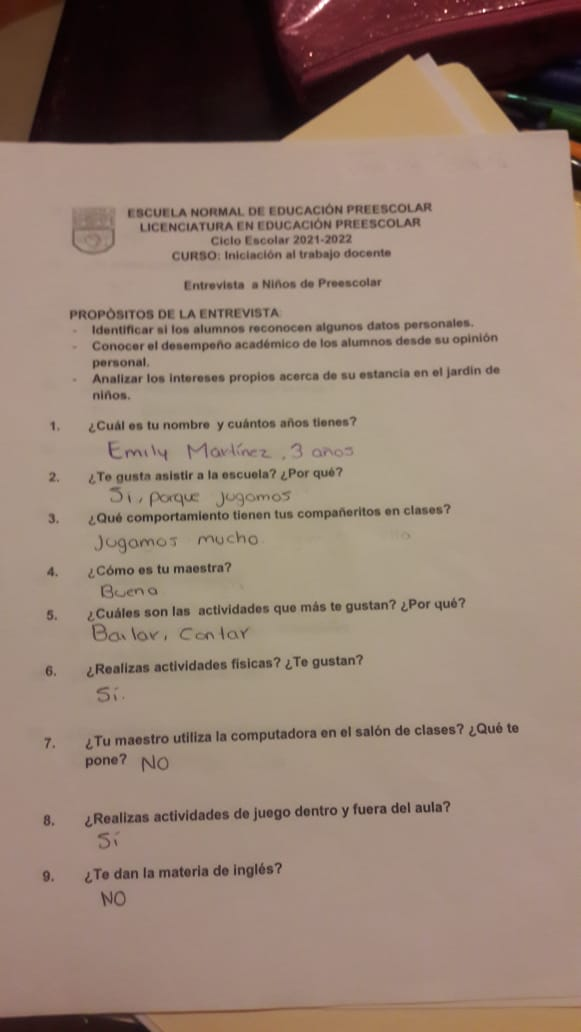 ESCUELA NORMAL DE EDUCACIÓN PREESCOLAR
LICENCIATURA EN EDUCACIÓN PREESCOLAR
Ciclo Escolar 2021-2022
CURSO: Iniciación al trabajo docente
Entrevista a Niños de Preescolar
PROPÓSITOS DE LA ENTREVISTA:
- Identificar si los alumnos reconocen algunos datos personales.
- Conocer el desempeño académico de los alumnos desde su opinión
personal.
- Analizar los intereses propios acerca de su estancia en el jardín de
niños.
1. ¿Cuál es tu nombre y cuántos años tienes?
Emily Martínez, 3 años
2. ¿Te gusta asistir a la escuela? ¿Por qué?
Sí, porque jugamos
3. ¿Qué comportamiento tienen tus compañeritos en clases?
Jugamos mucho.
4. ¿Cómo es tu maestra?
Buena
5. ¿Cuáles son las actividades que más te gustan? ¿Por qué?
Bailar, Contar
6. ¿Realizas actividades físicas? ¿Te gustan?
Sí.
7. ¿Tu maestro utiliza la computadora en el salón de clases? ¿Qué te
pone? NO
8. ¿Realizas actividades de juego dentro y fuera del aula?
Sí
9. ¿Te dan la materia de inglés?
NO